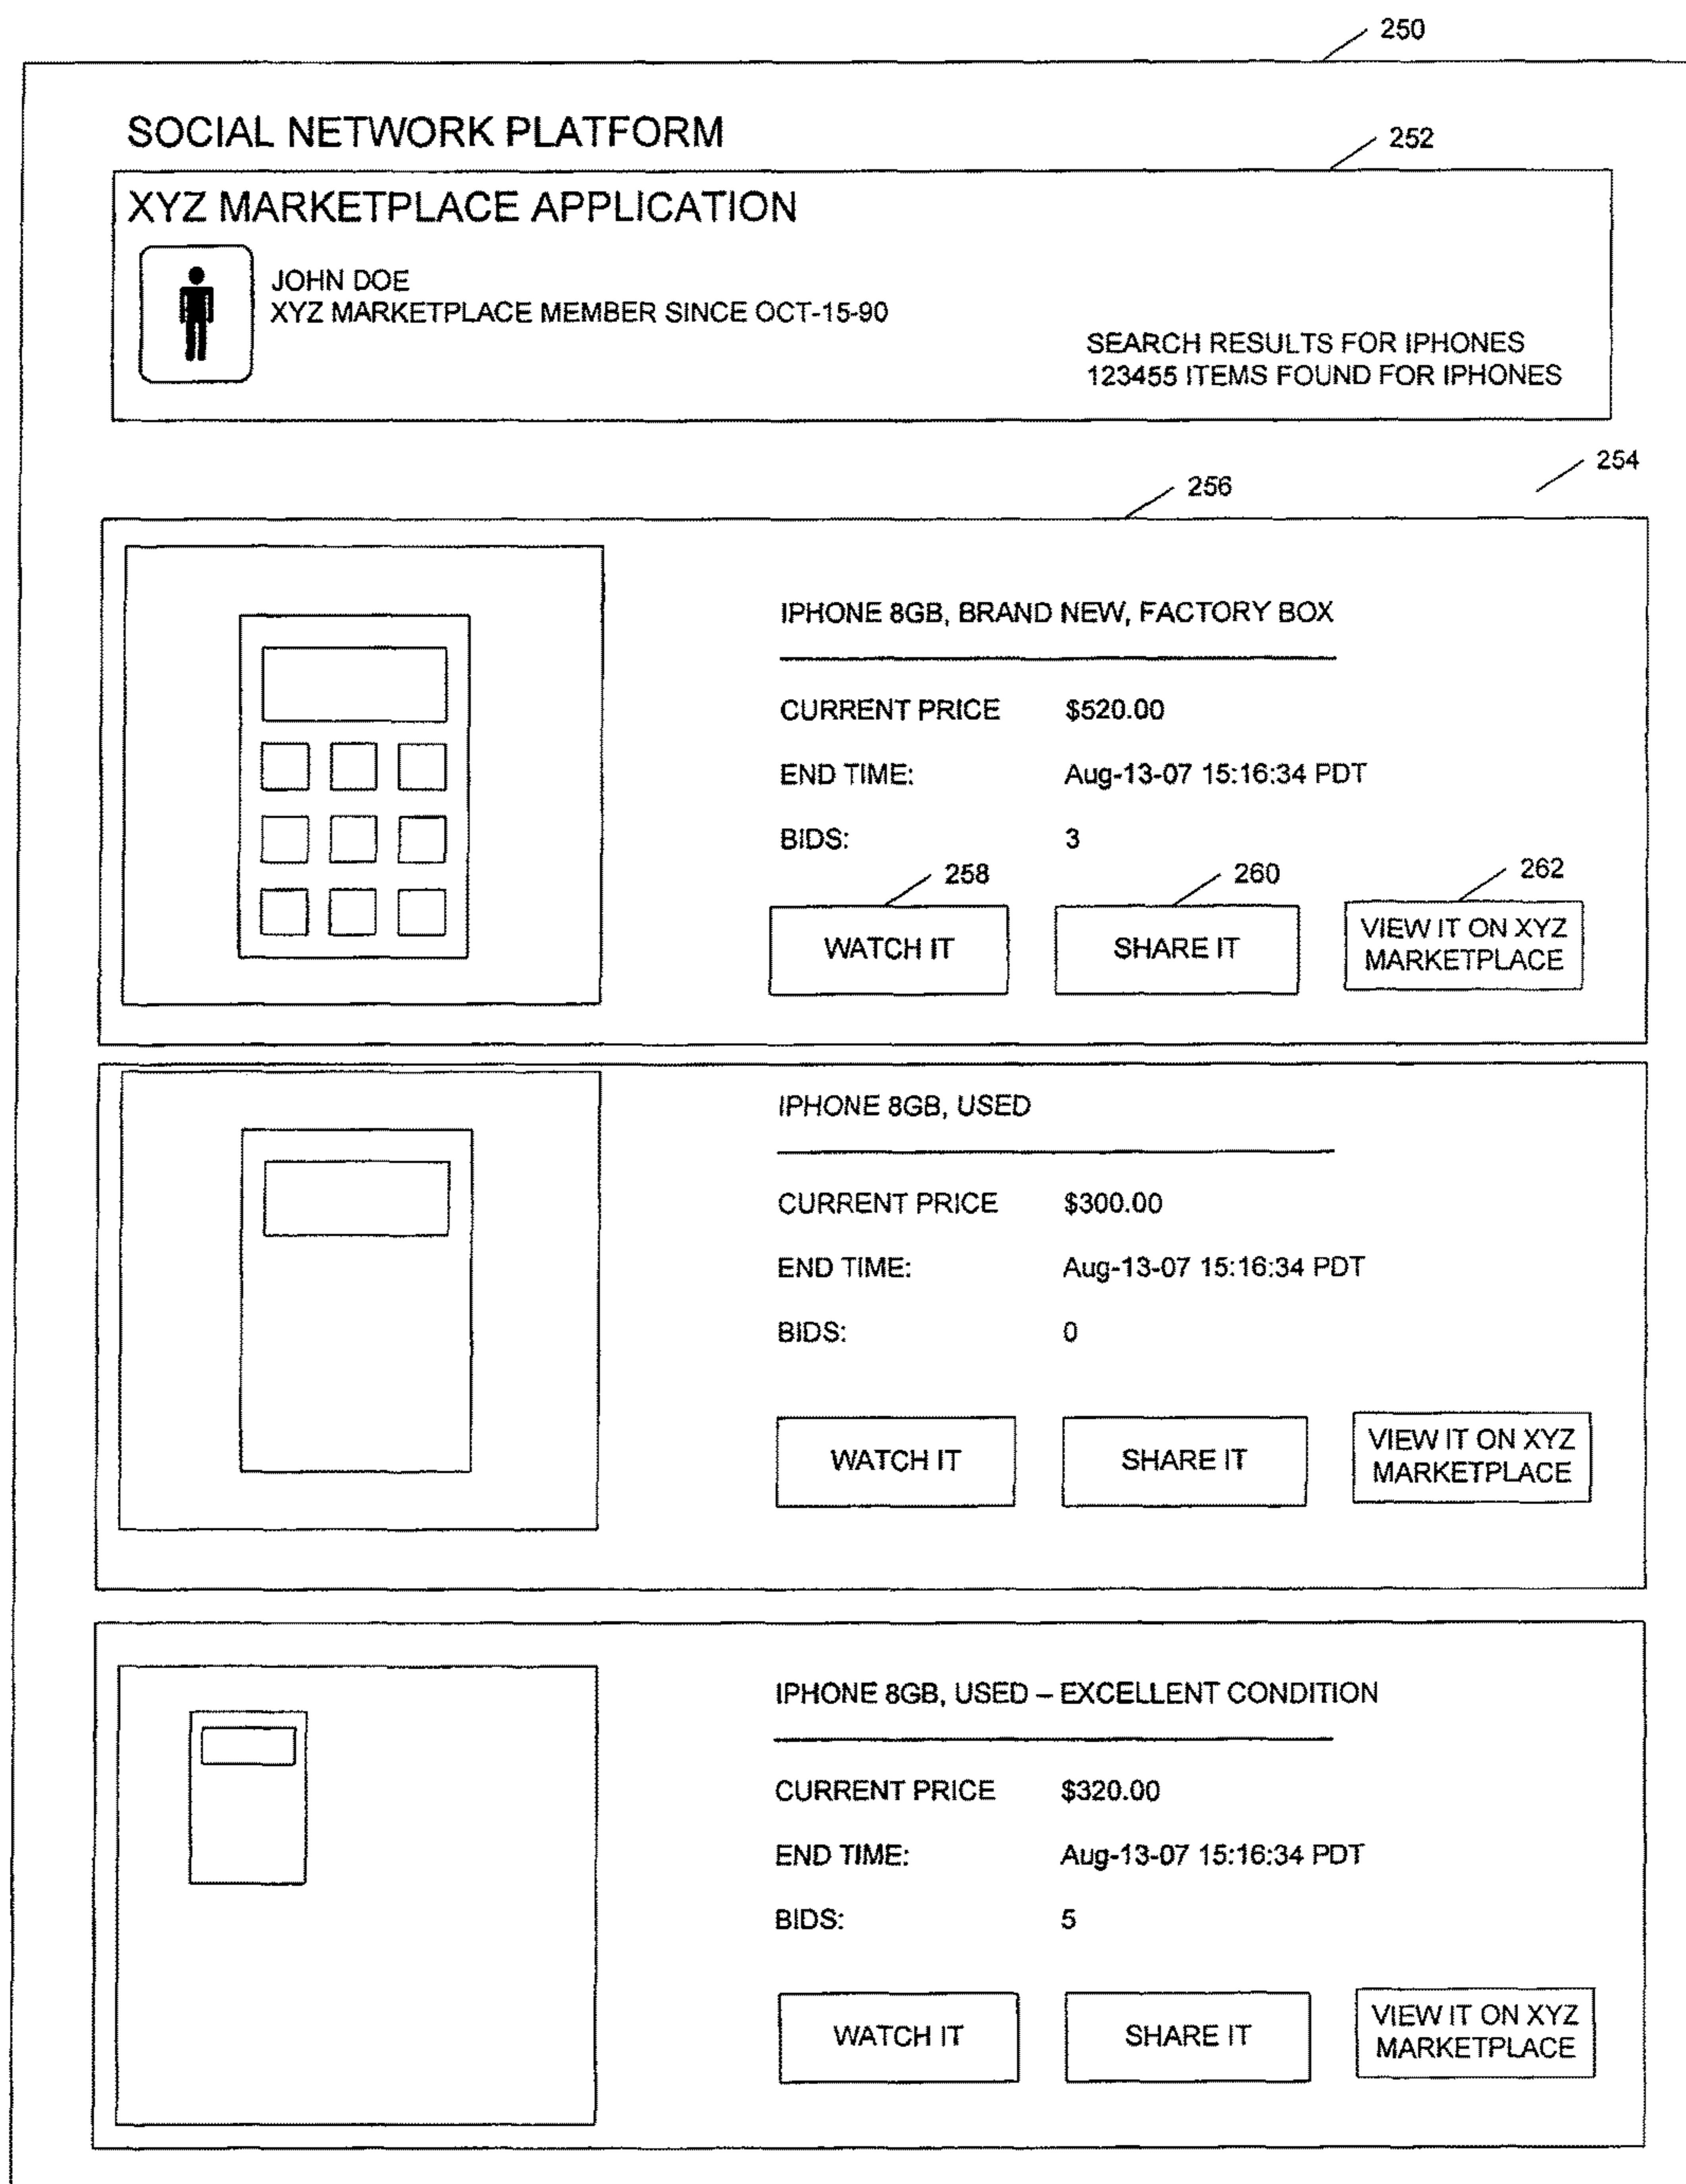 250
SOCIAL NETWORK PLATFORM
252
XYZ MARKETPLACE APPLICATION
JOHN DOE
XYZ MARKETPLACE MEMBER SINCE OCT-15-90
SEARCH RESULTS FOR IPHONES
123455 ITEMS FOUND FOR IPHONES
254
256
IPHONE 8GB, BRAND NEW, FACTORY BOX
CURRENT PRICE $520.00
END TIME: Aug-13-07 15:16:34 PDT
BIDS: 3
258 260 262
WATCH IT
SHARE IT
VIEW IT ON XYZ
MARKETPLACE
IPHONE 8GB, USED
CURRENT PRICE $300.00
END TIME: Aug-13-07 15:16:34 PDT
BIDS: 0
WATCH IT
SHARE IT
VIEW IT ON XYZ
MARKETPLACE
IPHONE 8GB, USED – EXCELLENT CONDITION
CURRENT PRICE $320.00
END TIME: Aug-13-07 15:16:34 PDT
BIDS: 5
WATCH IT
SHARE IT
VIEW IT ON XYZ
MARKETPLACE